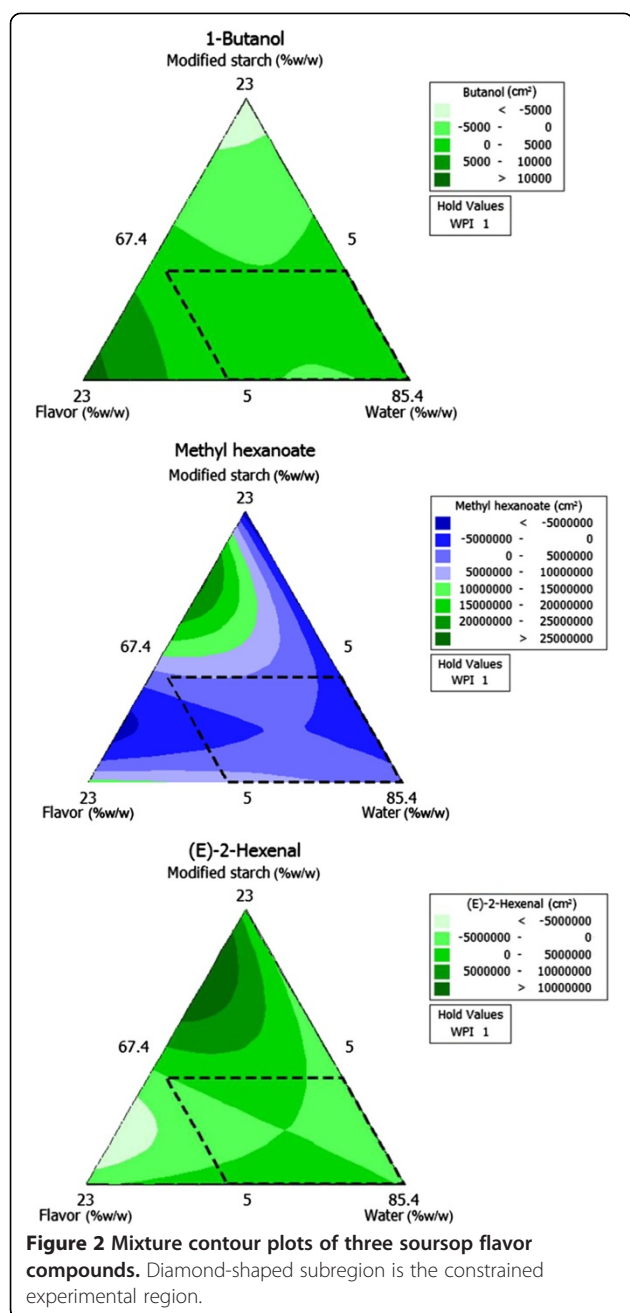 1-Butanol
Modified starch (%w/w)
23
67.4
5
23
5
85.4
Flavor (%w/w)
Water (%w/w)
Butanol (cm²)
< -5000
-5000 - 0
0 - 5000
5000 - 10000
> 10000
Hold Values
WPI 1
Methyl hexanoate
Modified starch (%w/w)
23
67.4
5
23
5
85.4
Flavor (%w/w)
Water (%w/w)
Methyl hexanoate (cm²)
< -5000000
-5000000 - 0
0 - 5000000
5000000 - 10000000
10000000 - 15000000
15000000 - 20000000
20000000 - 25000000
> 25000000
Hold Values
WPI 1
(E)-2-Hexenal
Modified starch (%w/w)
23
67.4
5
23
5
85.4
Flavor (%w/w)
Water (%w/w)
(E)-2-Hexenal (cm²)
< -5000000
-5000000 - 0
0 - 5000000
5000000 - 10000000
> 10000000
Hold Values
WPI 1
Figure 2 Mixture contour plots of three soursop flavor
compounds. Diamond-shaped subregion is the constrained
experimental region.